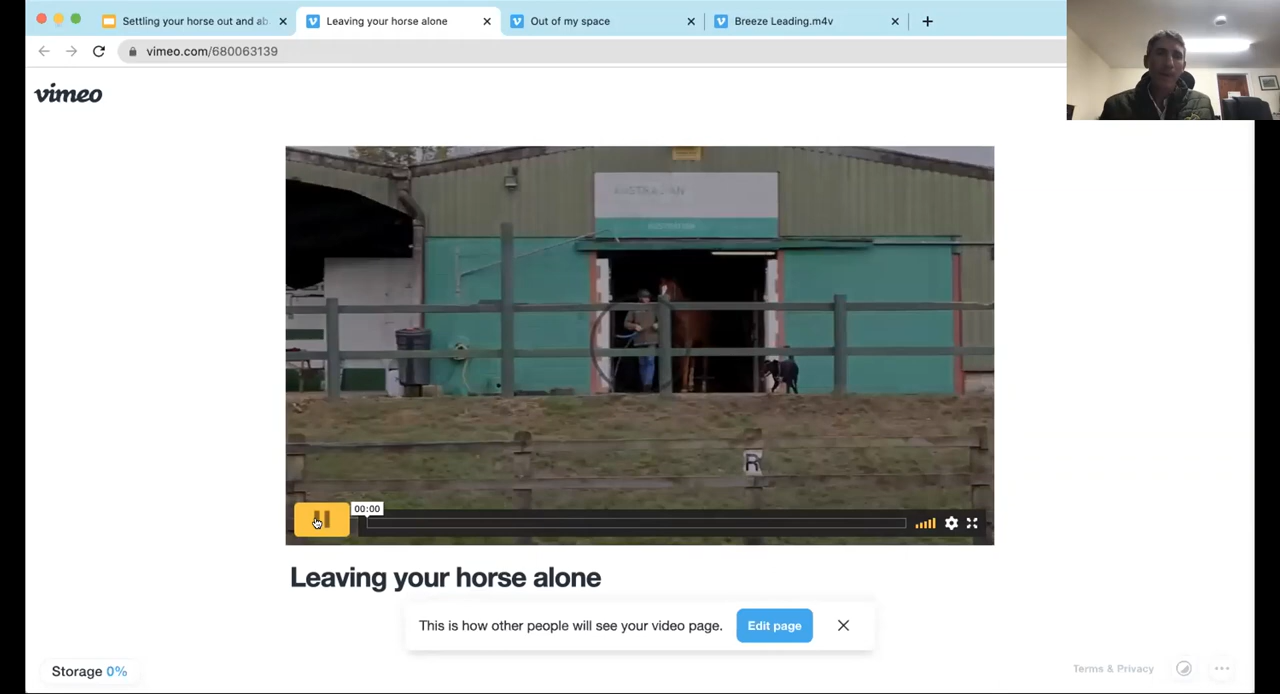 Settling your horse out and ab
Leaving your horse alone
Out of my space
Breeze Leading.m4v
vimeo.com/680063139
vimeo
AUSTRALIAN
R
00:00
Leaving your horse alone
This is how other people will see your video page.
Edit page
Storage 0%
Terms & Privacy